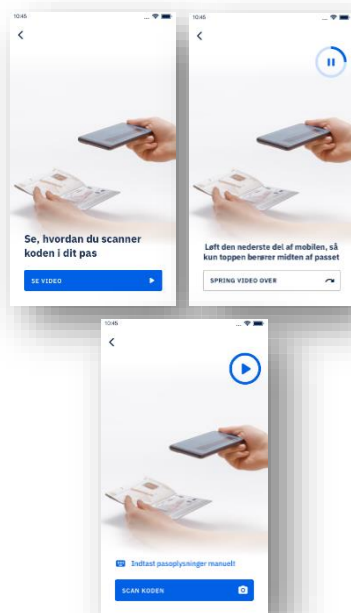 10:45
Se, hvordan du scanner
koden i dit pas
SE VIDEO
10:45
Løft den nederste del af mobilen, så
kun toppen berører midten af passet
SPRING VIDEO OVER
10:45
Indtast pasoplysninger manuelt
SCAN KODEN